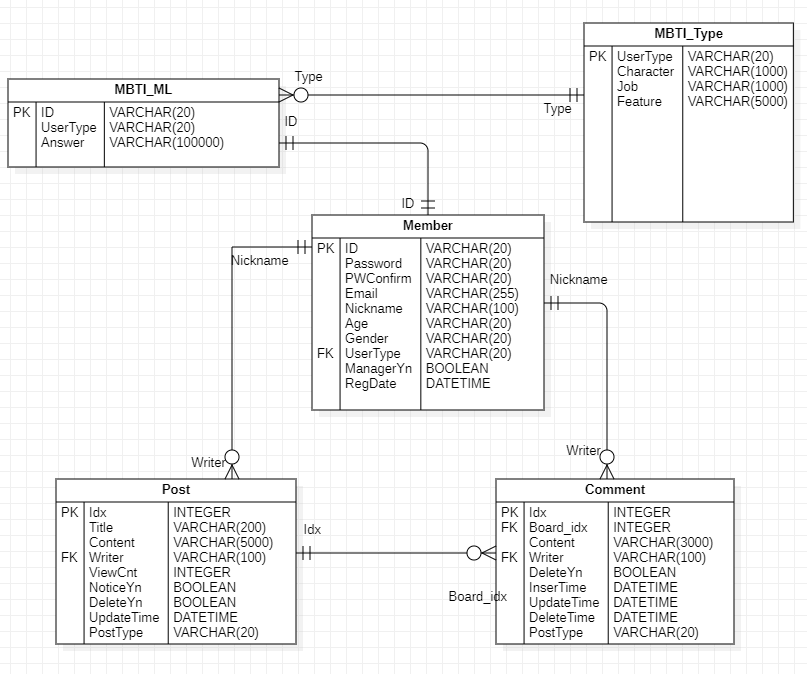 MBTI_Type
PK UserType VARCHAR(20)
Character VARCHAR(1000)
Job VARCHAR(1000)
Feature VARCHAR(5000)
Type
Type
MBTI_ML
PK ID VARCHAR(20)
UserType VARCHAR(20)
Answer VARCHAR(100000)
ID
ID
Member
PK ID VARCHAR(20)
Password VARCHAR(20)
PWConfirm VARCHAR(20)
Email VARCHAR(255)
Nickname VARCHAR(100)
Age VARCHAR(20)
Gender VARCHAR(20)
FK UserType VARCHAR(20)
ManagerYn BOOLEAN
RegDate DATETIME
Nickname
Nickname
Writer
Writer
Post
PK Idx INTEGER
Title VARCHAR(200)
Content VARCHAR(5000)
FK Writer VARCHAR(100)
ViewCnt INTEGER
NoticeYn BOOLEAN
DeleteYn BOOLEAN
UpdateTime DATETIME
PostType VARCHAR(20)
Idx
Board_idx
Comment
PK Idx INTEGER
FK Board_idx INTEGER
Content VARCHAR(3000)
FK Writer VARCHAR(100)
DeleteYn BOOLEAN
InserTime DATETIME
UpdateTime DATETIME
DeleteTime DATETIME
PostType VARCHAR(20)